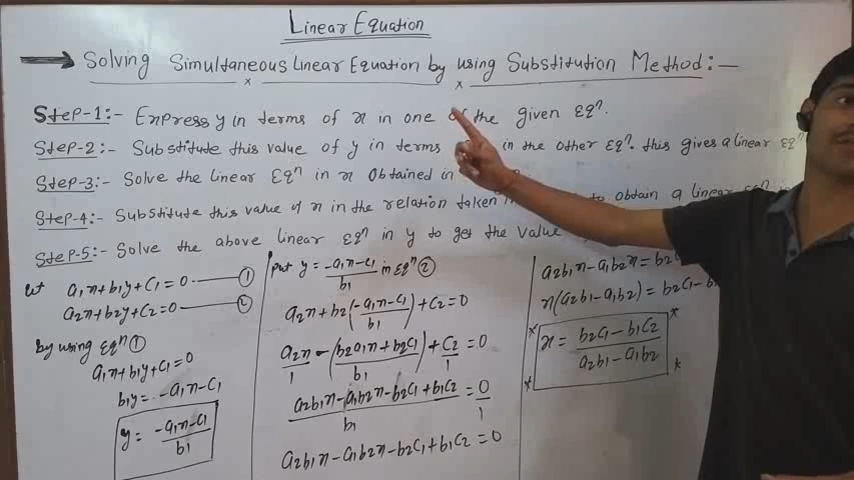 Linear Equation
Solving Simultaneous Linear Equation by using Substitution Method:—
Step-1:- Express y in terms of x in one of the given Eqⁿ.
Step-2:- Substitute this value of y in terms in the other Eqⁿ. this gives a linear Eqⁿ
Step-3:- Solve the linear Eqⁿ in x Obtained in
Step-4:- Substitute this value of x in the relation taken in to obtain a linear
Step-5:- Solve the above linear Eqⁿ in y to get the value
let a₁x+b₁y+c₁=0 ——— ①
a₂x+b₂y+c₂=0 ——— ②
by using Eqⁿ ①
a₁x+b₁y+c₁=0
b₁y= -a₁x-c₁
y= (-a₁x-c₁)/b₁
put y= (-a₁x-c₁)/b₁ in Eqⁿ ②
a₂x+b₂((-a₁x-c₁)/b₁)+c₂=0
a₂x/1 - ((b₂a₁x+b₂c₁)/b₁)+c₂/1=0
(a₂b₁x-a₁b₂x-b₂c₁+b₁c₂)/b₁ = 0/1
a₂b₁x-a₁b₂x-b₂c₁+b₁c₂=0
a₂b₁x-a₁b₂x=b₂c
x(a₂b₁-a₁b₂)=b₂c₁-b₁
x= (b₂c₁-b₁c₂)/(a₂b₁-a₁b₂)